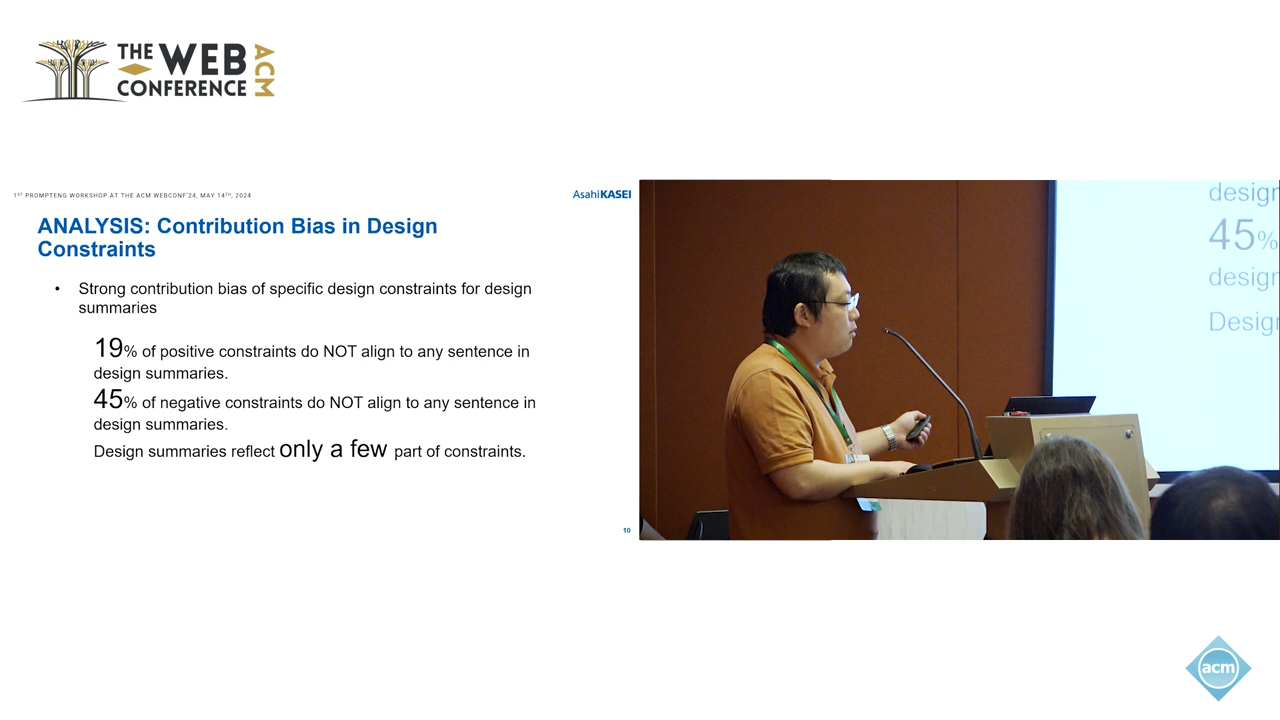 THE WEB
CONFERENCE
ACM
1ST PROMPTENG WORKSHOP AT THE ACM WEBCONF'24, MAY 14TH, 2024
AsahiKASEI
ANALYSIS: Contribution Bias in Design
Constraints
• Strong contribution bias of specific design constraints for design
summaries
19% of positive constraints do NOT align to any sentence in
design summaries.
45% of negative constraints do NOT align to any sentence in
design summaries.
Design summaries reflect only a few part of constraints.
10
design
45%
design
Design
acm